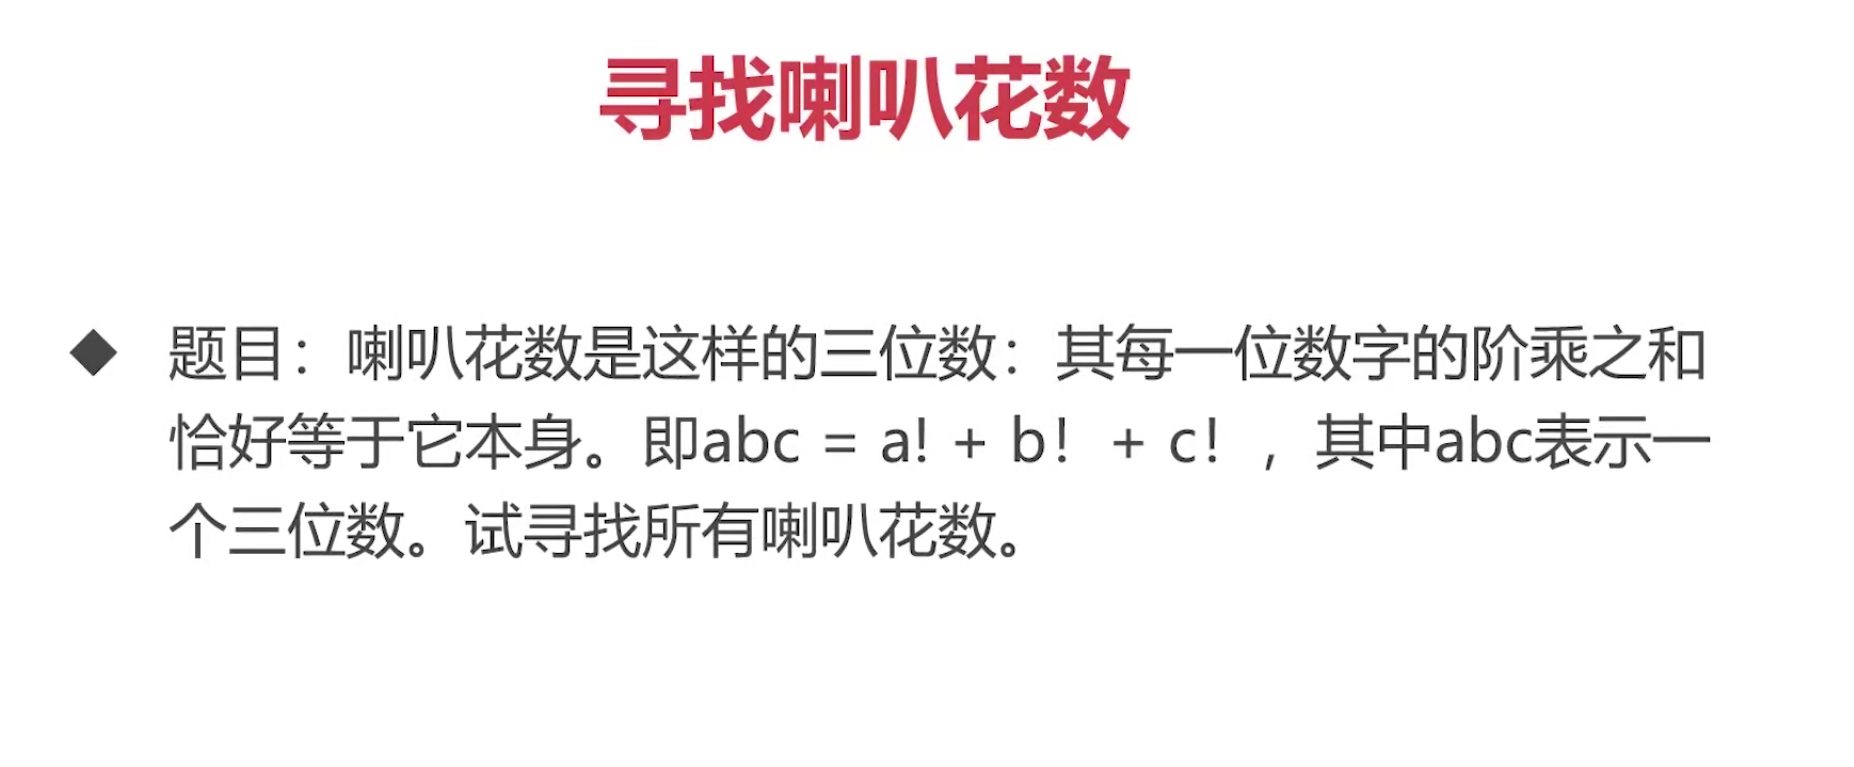 寻找喇叭花数
◆ 题目：喇叭花数是这样的三位数：其每一位数字的阶乘之和
恰好等于它本身。即abc = a! + b！ + c！，其中abc表示一
个三位数。试寻找所有喇叭花数。